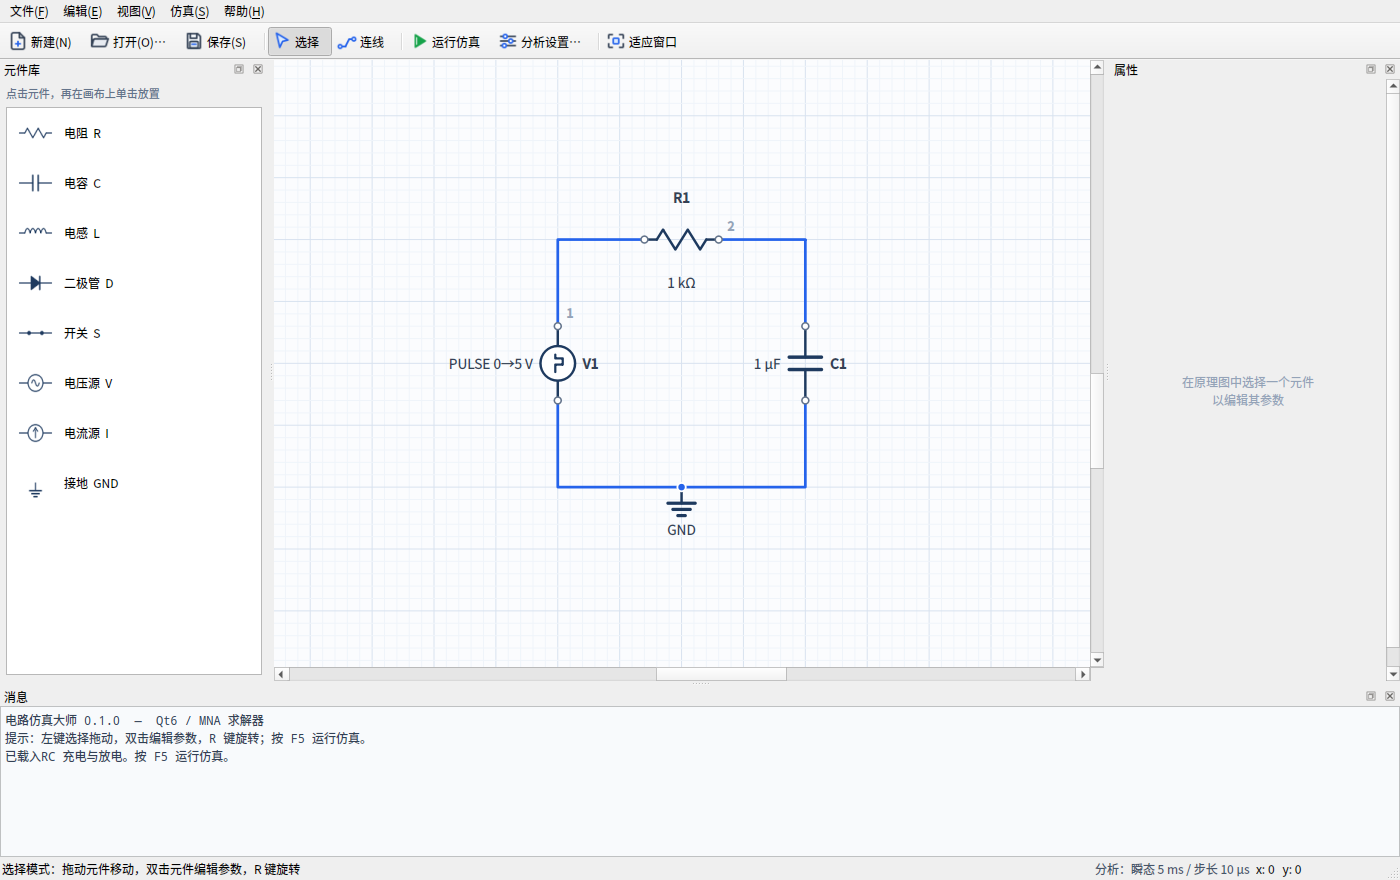 文件(F) 编辑(E) 视图(V) 仿真(S) 帮助(H)
新建(N) 打开(O)… 保存(S) 选择 连线 运行仿真 分析设置… 适应窗口
元件库
点击元件，再在画布上单击放置
电阻 R
电容 C
电感 L
二极管 D
开关 S
电压源 V
电流源 I
接地 GND
R1
2
1 kΩ
1
PULSE 0→5 V V1
1 µF C1
GND
属性
在原理图中选择一个元件
以编辑其参数
消息
电路仿真大师 0.1.0 — Qt6 / MNA 求解器
提示：左键选择拖动，双击编辑参数，R 键旋转；按 F5 运行仿真。
已载入RC 充电与放电。按 F5 运行仿真。
选择模式：拖动元件移动，双击元件编辑参数，R 键旋转 分析：瞬态 5 ms / 步长 10 µs x: 0 y: 0